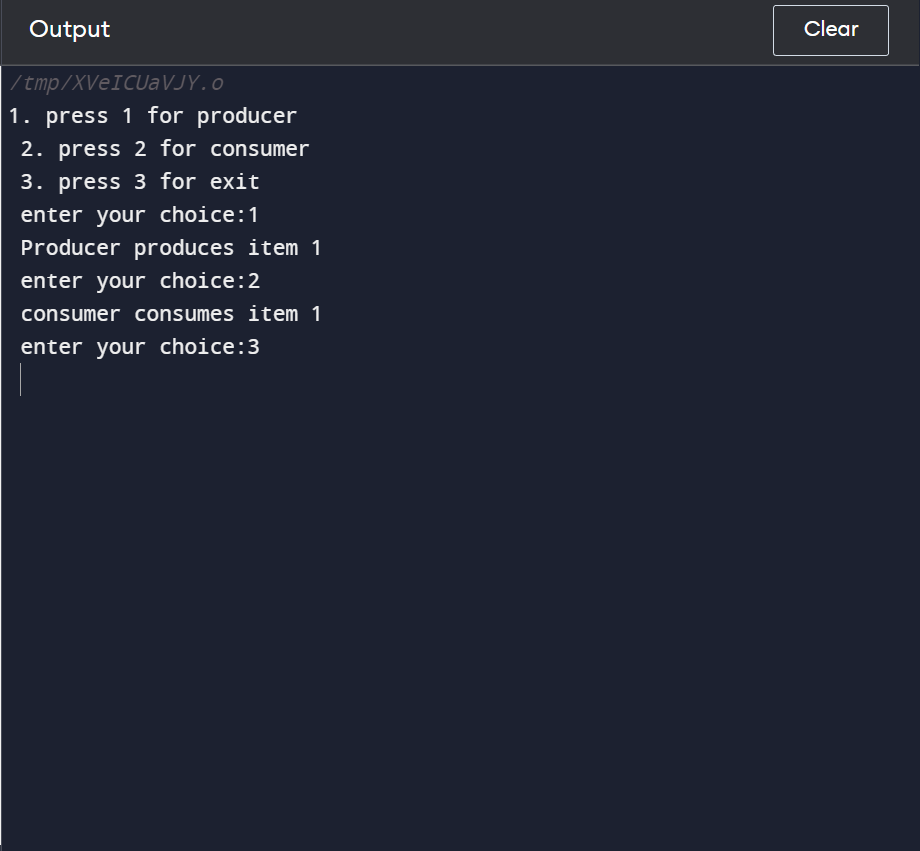 Output
Clear
/tmp/XVeICUaVJY.o
1. press 1 for producer
2. press 2 for consumer
3. press 3 for exit
enter your choice:1
Producer produces item 1
enter your choice:2
consumer consumes item 1
enter your choice:3